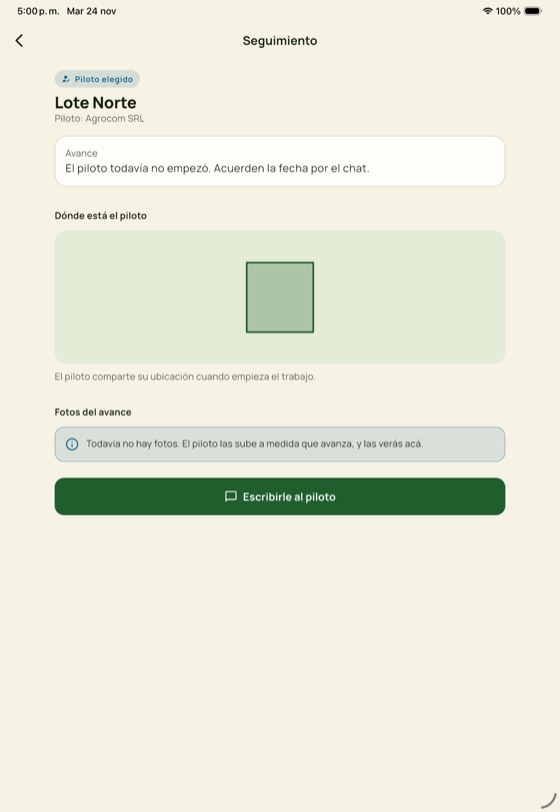 5:00 p. m. Mar 24 nov
100%
Seguimiento
Piloto elegido
Lote Norte
Piloto: Agrocom SRL
Avance
El piloto todavía no empezó. Acuerden la fecha por el chat.
Dónde está el piloto
El piloto comparte su ubicación cuando empieza el trabajo.
Fotos del avance
Todavía no hay fotos. El piloto las sube a medida que avanza, y las verás acá.
Escribirle al piloto